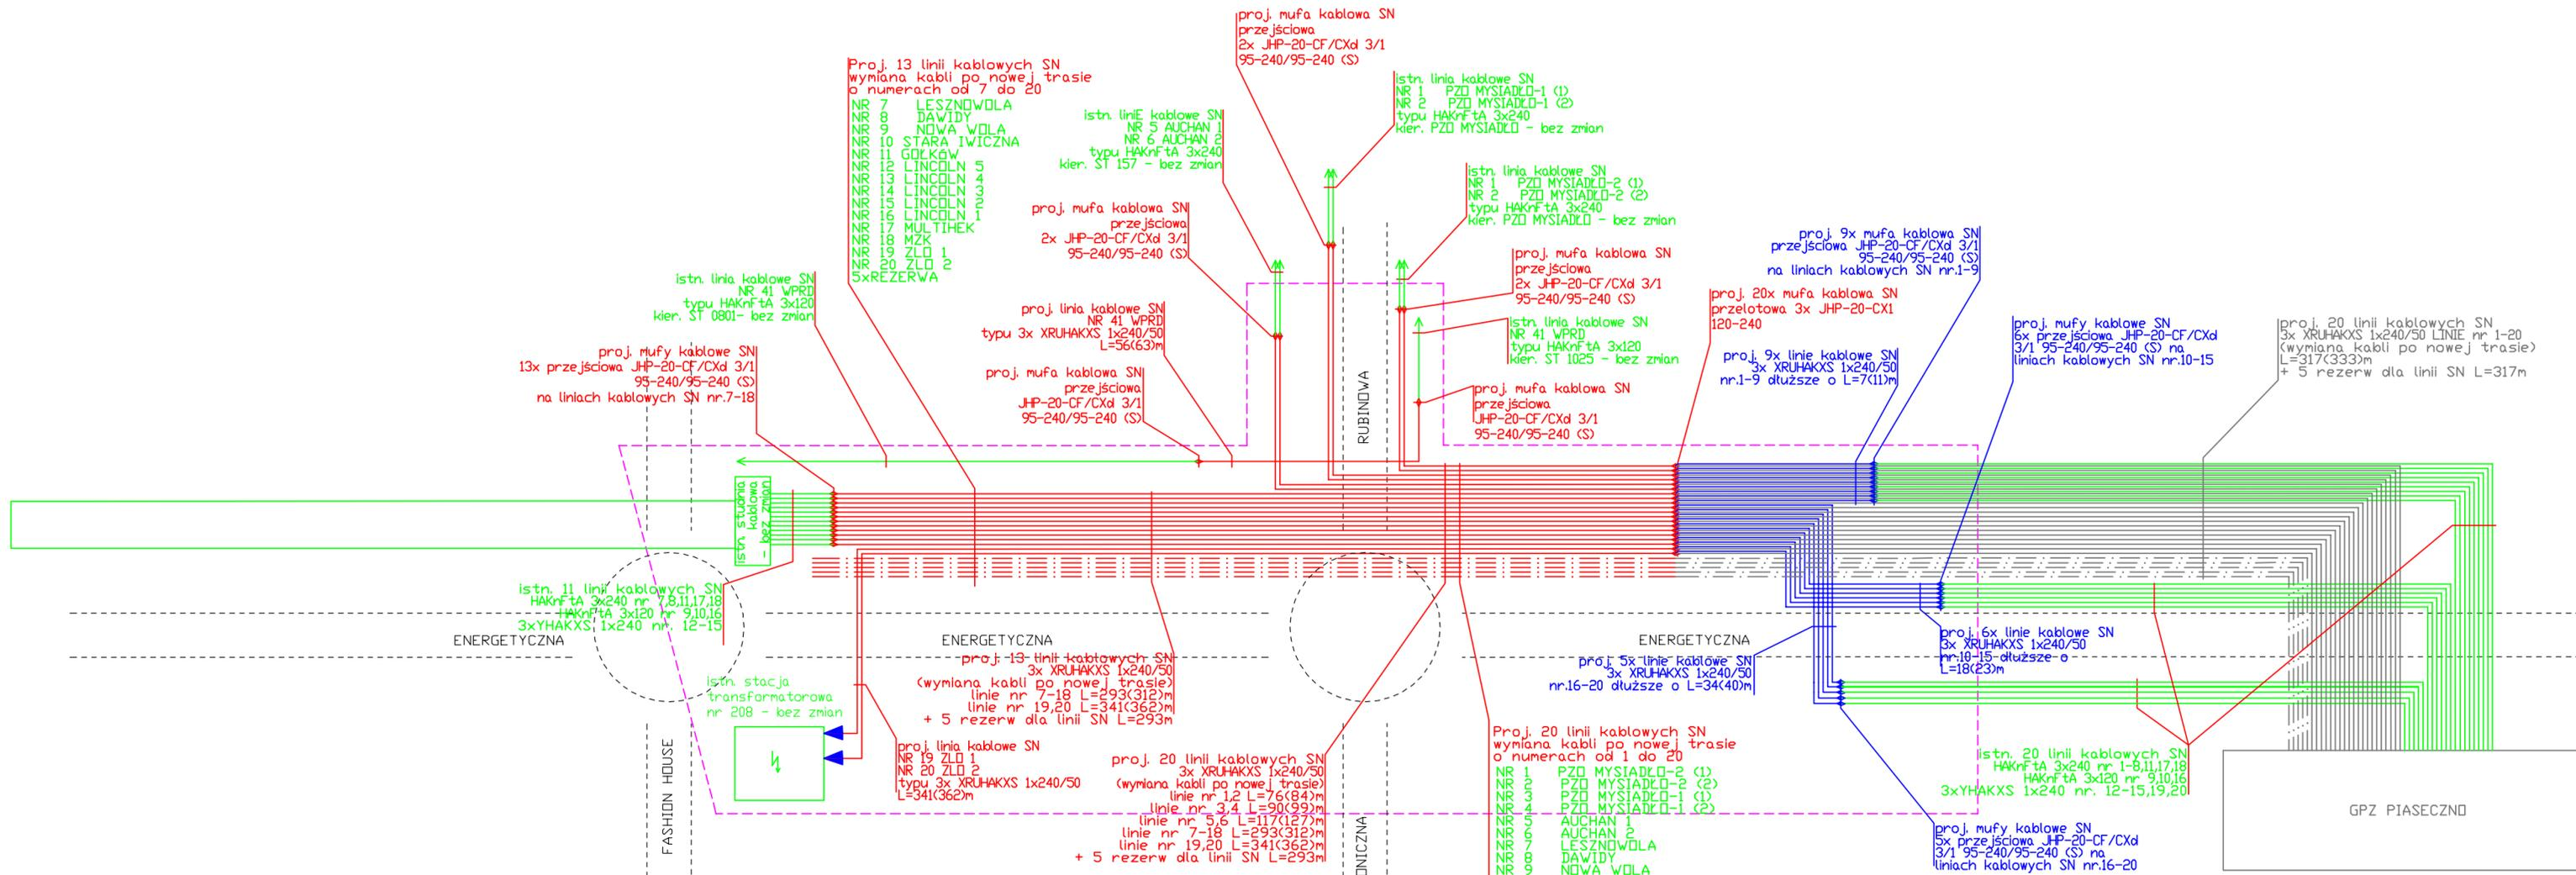 proj. mufa kablowa SN
przejściowa
2x JHP-20-CF/CXd 3/1
95-240/95-240 (S)
Proj. 13 linii kablowych SN
wymiana kabli po nowej trasie
o numerach od 7 do 20
NR 7 LESZNOWOLA
NR 8 DAWIDY
NR 9 NOWA WOLA
NR 10 STARA IWICZNA
NR 11 GOŁKóW
NR 12 LINCOLN 5
NR 13 LINCOLN 4
NR 14 LINCOLN 3
NR 15 LINCOLN 2
NR 16 LINCOLN 1
NR 17 MULTIHEK
NR 18 MZK
NR 19 ZLO 1
NR 20 ZLO 2
5xREZERWA
istn. liniE kablowe SN
NR 5 AUCHAN 1
NR 6 AUCHAN 2
typu HAKnFtA 3x240
kier. ST 157 - bez zmian
istn. linia kablowe SN
NR 1 PZO MYSIADŁO-1 (1)
NR 2 PZO MYSIADŁO-1 (2)
typu HAKnFtA 3x240
kier. PZO MYSIADŁO - bez zmian
istn. linia kablowe SN
NR 1 PZO MYSIADŁO-2 (1)
NR 2 PZO MYSIADŁO-2 (2)
typu HAKnFtA 3x240
kier. PZO MYSIADŁO - bez zmian
proj. mufa kablowa SN
przejściowa
2x JHP-20-CF/CXd 3/1
95-240/95-240 (S)
proj. mufa kablowa SN
przejściowa
2x JHP-20-CF/CXd 3/1
95-240/95-240 (S)
istn. linia kablowe SN
NR 41 WPRD
typu HAKnFtA 3x120
kier. ST 0801- bez zmian
proj. linia kablowe SN
NR 41 WPRD
typu 3x XRUHAKXS 1x240/50
L=56(63)m
istn. linia kablowe SN
NR 41 WPRD
typu HAKnFtA 3x120
kier. ST 1025 - bez zmian
proj. mufy kablowe SN
13x przejściowa JHP-20-CF/CXd 3/1
95-240/95-240 (S)
na liniach kablowych SN nr.7-18
proj. mufa kablowa SN
przejściowa
JHP-20-CF/CXd 3/1
95-240/95-240 (S)
proj. mufa kablowa SN
przejściowa
JHP-20-CF/CXd 3/1
95-240/95-240 (S)
RUBINOWA
proj. 9x mufa kablowa SN
przejściowa JHP-20-CF/CXd 3/1
95-240/95-240 (S)
na liniach kablowych SN nr.1-9
proj. 20x mufa kablowa SN
przelotowa 3x JHP-20-CX1
120-240
proj. 9x linie kablowe SN
3x XRUHAKXS 1x240/50
nr.1-9 dłuższe o L=7(11)m
proj. mufy kablowe SN
6x przejściowa JHP-20-CF/CXd
3/1 95-240/95-240 (S) na
liniach kablowych SN nr.10-15
proj. 20 linii kablowych SN
3x XRUHAKXS 1x240/50 LINIE nr 1-20
(wymiana kabli po nowej trasie)
L=317(333)m
+ 5 rezerw dla linii SN L=317m
istn. studnia
kablowa
- bez zmian
istn. 11 linii kablowych SN
HAKnFtA 3x240 nr 7,8,11,17,18
HAKnFtA 3x120 nr 9,10,16
3xYHAKXS 1x240 nr. 12-15
ENERGETYCZNA
ENERGETYCZNA
ENERGETYCZNA
istn. stacja
transformatorowa
nr 208 - bez zmian
FASHION HOUSE
proj. 13 linii kablowych SN
3x XRUHAKXS 1x240/50
(wymiana kabli po nowej trasie)
linie nr 7-18 L=293(312)m
linie nr 19,20 L=341(362)m
+ 5 rezerw dla linii SN L=293m
proj. linia kablowe SN
NR 19 ZLO 1
NR 20 ZLO 2
typu 3x XRUHAKXS 1x240/50
L=341(362)m
proj. 20 linii kablowych SN
3x XRUHAKXS 1x240/50
(wymiana kabli po nowej trasie)
linie nr 1,2 L=76(84)m
linie nr 3,4 L=90(99)m
linie nr 5,6 L=117(127)m
linie nr 7-18 L=293(312)m
linie nr 19,20 L=341(362)m
+ 5 rezerw dla linii SN L=293m
ONICZNA
Proj. 20 linii kablowych SN
wymiana kabli po nowej trasie
o numerach od 1 do 20
NR 1 PZO MYSIADŁO-2 (1)
NR 2 PZO MYSIADŁO-2 (2)
NR 3 PZO MYSIADŁO-1 (1)
NR 4 PZO MYSIADŁO-1 (2)
NR 5 AUCHAN 1
NR 6 AUCHAN 2
NR 7 LESZNOWOLA
NR 8 DAWIDY
NR 9 NOWA WOLA
proj. 5x linie kablowe SN
3x XRUHAKXS 1x240/50
nr.16-20 dłuższe o L=34(40)m
proj. 6x linie kablowe SN
3x XRUHAKXS 1x240/50
nr.10-15 dłuższe o
L=18(23)m
istn. 20 linii kablowych SN
HAKnFtA 3x240 nr 1-8,11,17,18
HAKnFtA 3x120 nr 9,10,16
3xYHAKXS 1x240 nr. 12-15,19,20
proj. mufy kablowe SN
5x przejściowa JHP-20-CF/CXd
3/1 95-240/95-240 (S) na
liniach kablowych SN nr.16-20
GPZ PIASECZNO